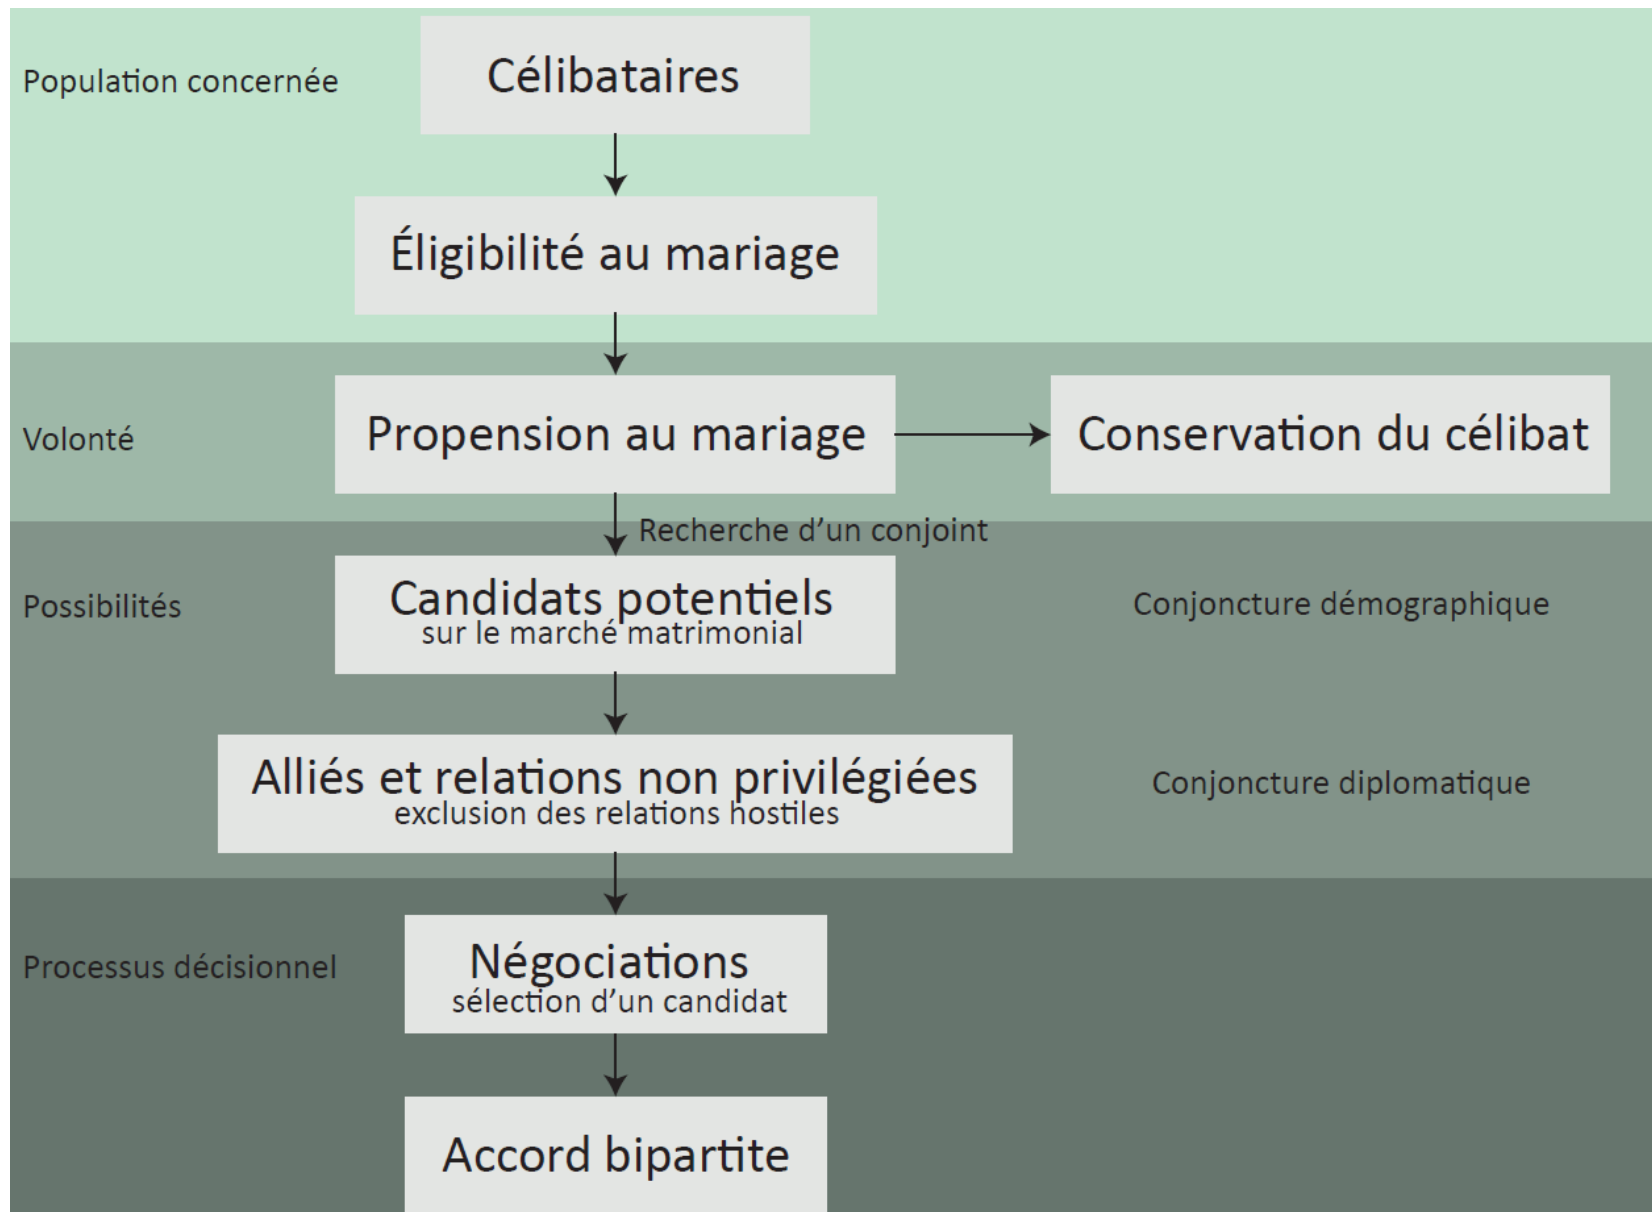 Population concernée
Célibataires
Éligibilité au mariage
Volonté
Propension au mariage
Conservation du célibat
Recherche d’un conjoint
Possibilités
Candidats potentiels
sur le marché matrimonial
Conjoncture démographique
Alliés et relations non privilégiées
exclusion des relations hostiles
Conjoncture diplomatique
Processus décisionnel
Négociations
sélection d’un candidat
Accord bipartite